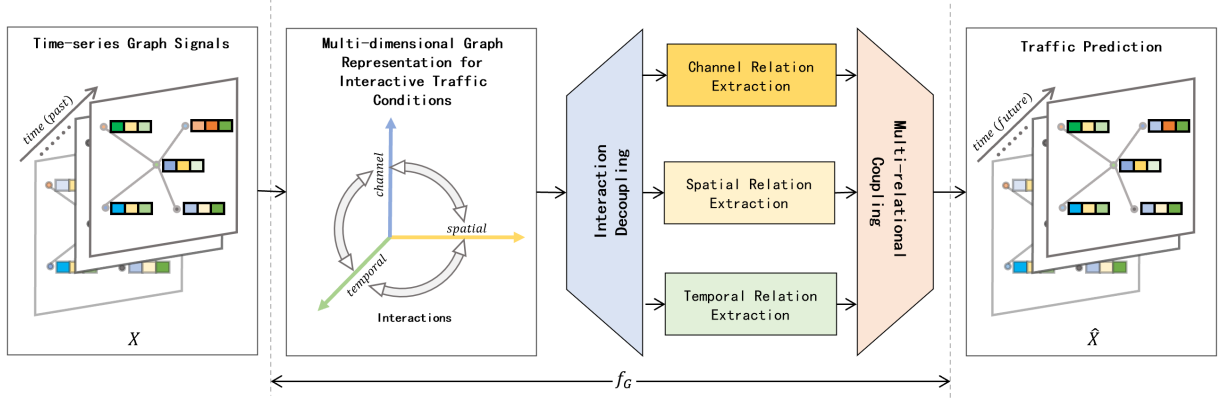 Time-series Graph Signals
time (past)
X
Multi-dimensional Graph
Representation for
Interactive Traffic
Conditions
channel
spatial
temporal
Interactions
Interaction
Decoupling
Channel Relation
Extraction
Spatial Relation
Extraction
Temporal Relation
Extraction
Multi-relational
Coupling
Traffic Prediction
time (future)
X̂
f_G